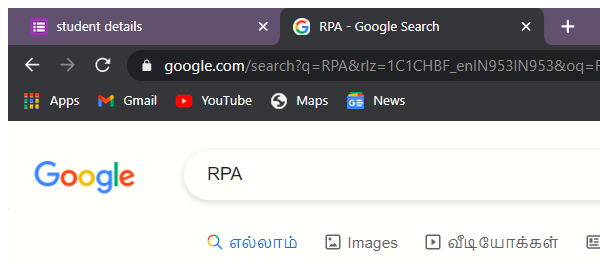 student details RPA - Google Search
google.com/search?q=RPA&rlz=1C1CHBF_enIN953IN953&oq=R
Apps Gmail YouTube Maps News
Google RPA
எல்லாம் Images வீடியோக்கள்